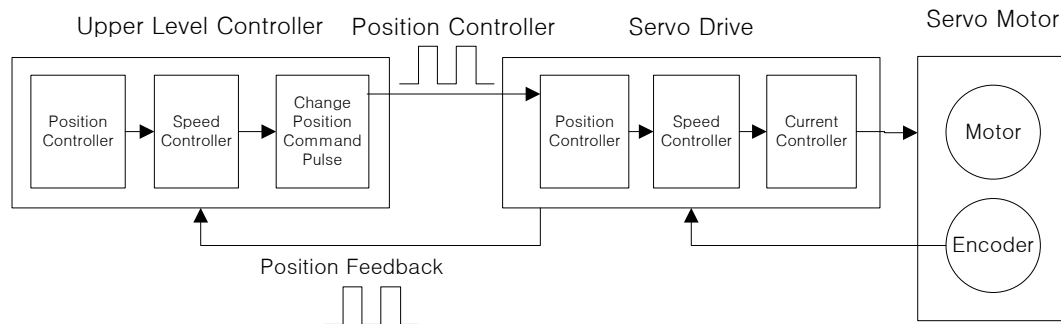 Upper Level Controller
Position Controller
Servo Drive
Servo Motor
Position
Controller
Speed
Controller
Change
Position
Command
Pulse
Position
Controller
Speed
Controller
Current
Controller
Motor
Encoder
Position Feedback